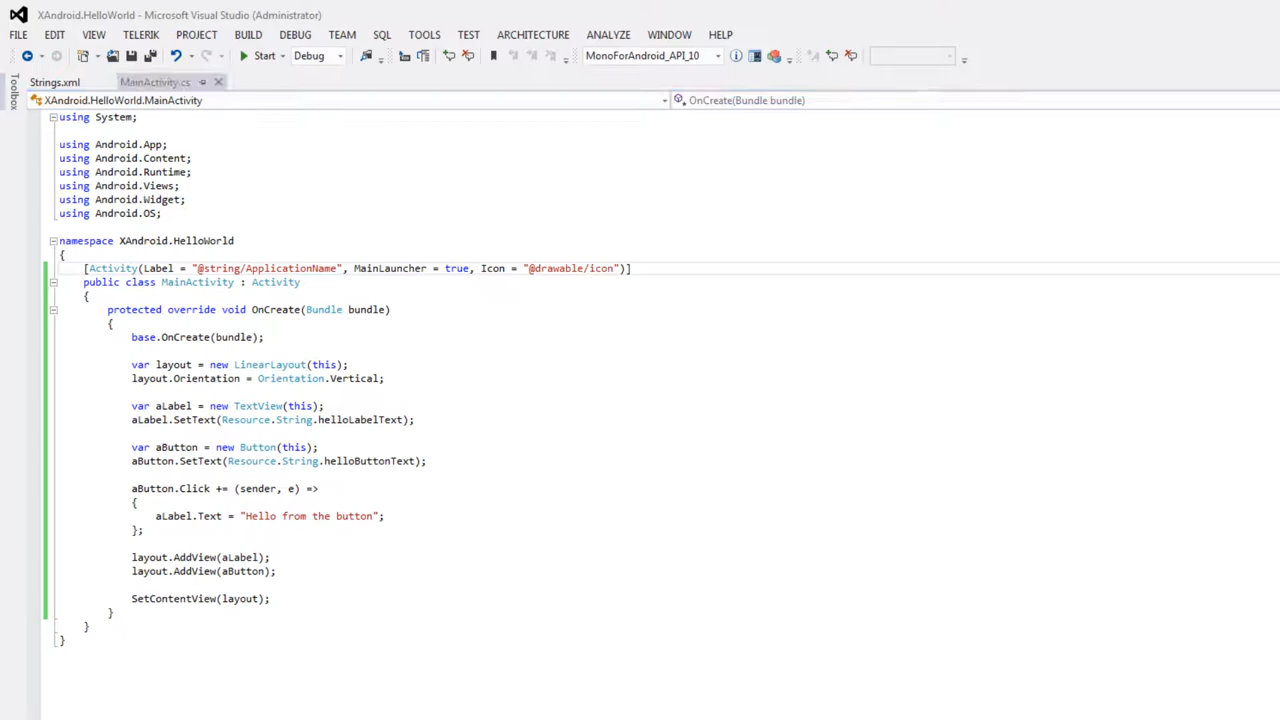 XAndroid.HelloWorld - Microsoft Visual Studio (Administrator)
FILE EDIT VIEW TELERIK PROJECT BUILD DEBUG TEAM SQL TOOLS TEST ARCHITECTURE ANALYZE WINDOW HELP
Start Debug MonoForAndroid_API_10
Toolbox
Strings.xml MainActivity.cs
XAndroid.HelloWorld.MainActivity OnCreate(Bundle bundle)
using System;
using Android.App;
using Android.Content;
using Android.Runtime;
using Android.Views;
using Android.Widget;
using Android.OS;
namespace XAndroid.HelloWorld
{
[Activity(Label = "@string/ApplicationName", MainLauncher = true, Icon = "@drawable/icon")]
public class MainActivity : Activity
{
protected override void OnCreate(Bundle bundle)
{
base.OnCreate(bundle);
var layout = new LinearLayout(this);
layout.Orientation = Orientation.Vertical;
var aLabel = new TextView(this);
aLabel.SetText(Resource.String.helloLabelText);
var aButton = new Button(this);
aButton.SetText(Resource.String.helloButtonText);
aButton.Click += (sender, e) =>
{
aLabel.Text = "Hello from the button";
};
layout.AddView(aLabel);
layout.AddView(aButton);
SetContentView(layout);
}
}
}